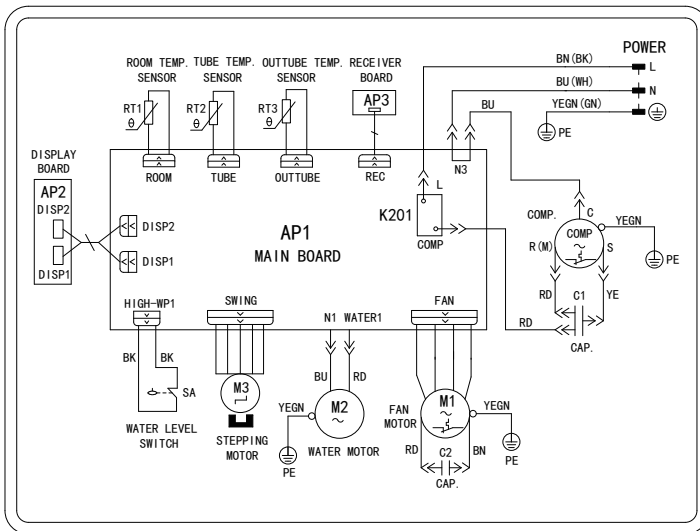 POWER
BN(BK)
L
BU(WH)
N
YEGN(GN)
PE
ROOM TEMP. SENSOR
TUBE TEMP. SENSOR
OUTTUBE TEMP. SENSOR
RECEIVER BOARD
RT1
θ
RT2
θ
RT3
θ
AP3
BU
DISPLAY BOARD
AP2
DISP2
DISP1
ROOM
TUBE
OUTTUBE
REC
N3
L
K201
COMP
DISP2
DISP1
AP1
MAIN BOARD
COMP.
C
COMP
YEGN
R(M)
S
PE
RD
C1
YE
RD
CAP.
HIGH-WP1
SWING
N1 WATER1
FAN
BK
BK
SA
WATER LEVEL SWITCH
M3
STEPPING MOTOR
BU
RD
YEGN
M2
PE
WATER MOTOR
FAN MOTOR
M1
YEGN
PE
RD
C2
BN
CAP.